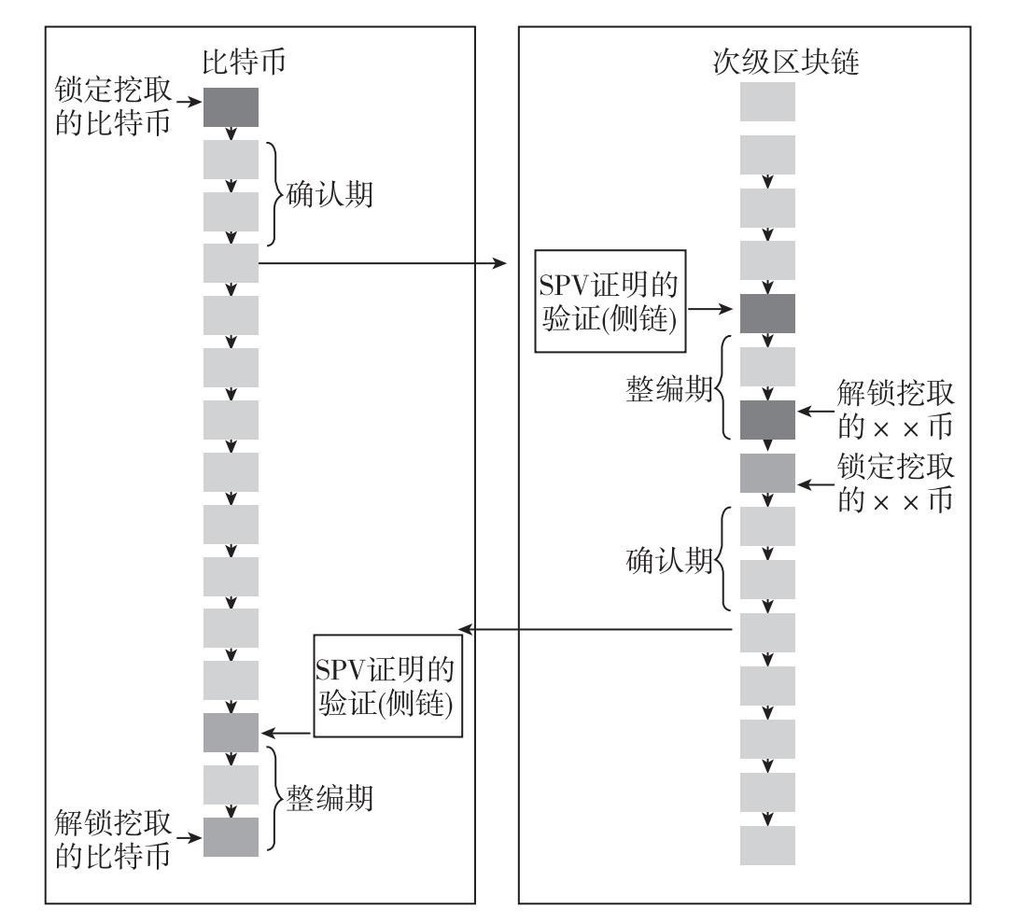 比特币
锁定挖取
的比特币
确认期
SPV证明的
验证(侧链)
整编期
解锁挖取
的比特币
次级区块链
SPV证明的
验证(侧链)
整编期
解锁挖取
的××币
锁定挖取
的××币
确认期